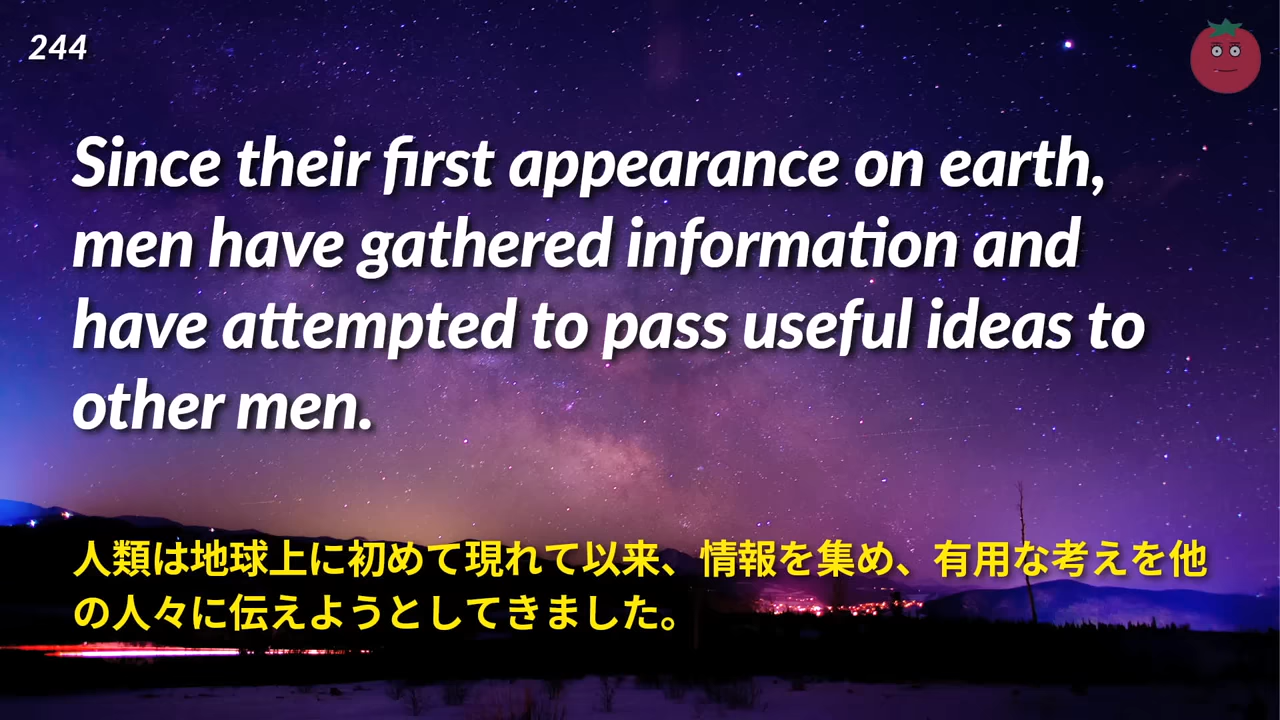 244
Since their first appearance on earth,
men have gathered information and
have attempted to pass useful ideas to
other men.
人類は地球上に初めて現れて以来、情報を集め、有用な考えを他
の人々に伝えようとしてきました。